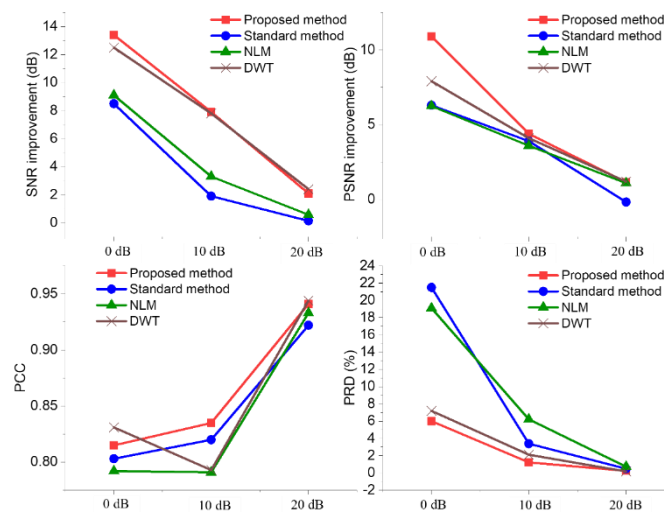 SNR improvement (dB)
14
12
10
8
6
4
2
0
0 dB
10 dB
20 dB
Proposed method
Standard method
NLM
DWT
PSNR improvement (dB)
10
5
0
0 dB
10 dB
20 dB
Proposed method
Standard method
NLM
DWT
PCC
0.95
0.90
0.85
0.80
0 dB
10 dB
20 dB
Proposed method
Standard method
NLM
DWT
PRD (%)
24
22
20
18
16
14
12
10
8
6
4
2
0
-2
0 dB
10 dB
20 dB
Proposed method
Standard method
NLM
DWT